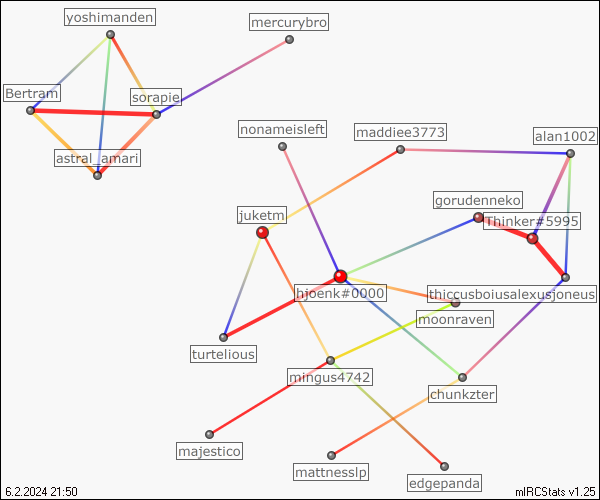 yoshimanden
mercurybro
Bertram
sorapie
nonameisleft
maddiee3773
alan1002
astral_amari
gorudenneko
juketm
Thinker#5995
hjoenk#0000
thiccusboiusalexusjoneus
moonraven
turtelious
mingus4742
chunkzter
majestico
mattnesslp
edgepanda
6.2.2024 21:50
mIRCStats v1.25